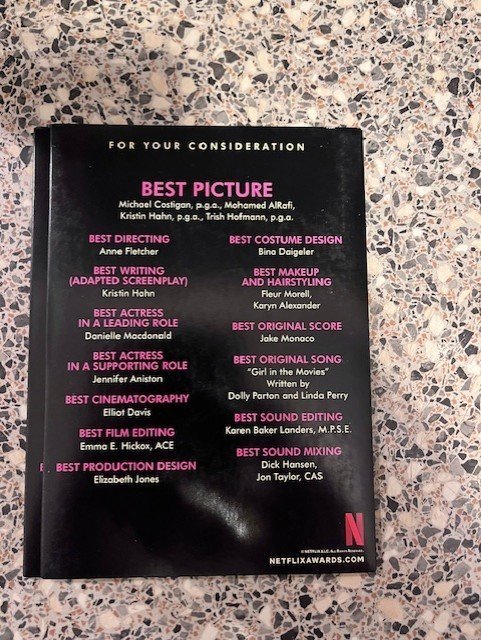 FOR YOUR CONSIDERATION
BEST PICTURE
Michael Costigan, p.g.a., Mohamed AlRafi,
Kristin Hahn, p.g.a., Trish Hofmann, p.g.a.
BEST DIRECTING
Anne Fletcher
BEST WRITING
(ADAPTED SCREENPLAY)
Kristin Hahn
BEST ACTRESS
IN A LEADING ROLE
Danielle Macdonald
BEST ACTRESS
IN A SUPPORTING ROLE
Jennifer Aniston
BEST CINEMATOGRAPHY
Elliot Davis
BEST FILM EDITING
Emma E. Hickox, ACE
BEST PRODUCTION DESIGN
Elizabeth Jones
BEST COSTUME DESIGN
Bina Daigeler
BEST MAKEUP
AND HAIRSTYLING
Fleur Morell,
Karyn Alexander
BEST ORIGINAL SCORE
Jake Monaco
BEST ORIGINAL SONG
"Girl in the Movies"
Written by
Dolly Parton and Linda Perry
BEST SOUND EDITING
Karen Baker Landers, M.P.S.E.
BEST SOUND MIXING
Dick Hansen,
Jon Taylor, CAS
N
© NETFLIX LLC. ALL RIGHTS RESERVED.
NETFLIXAWARDS.COM